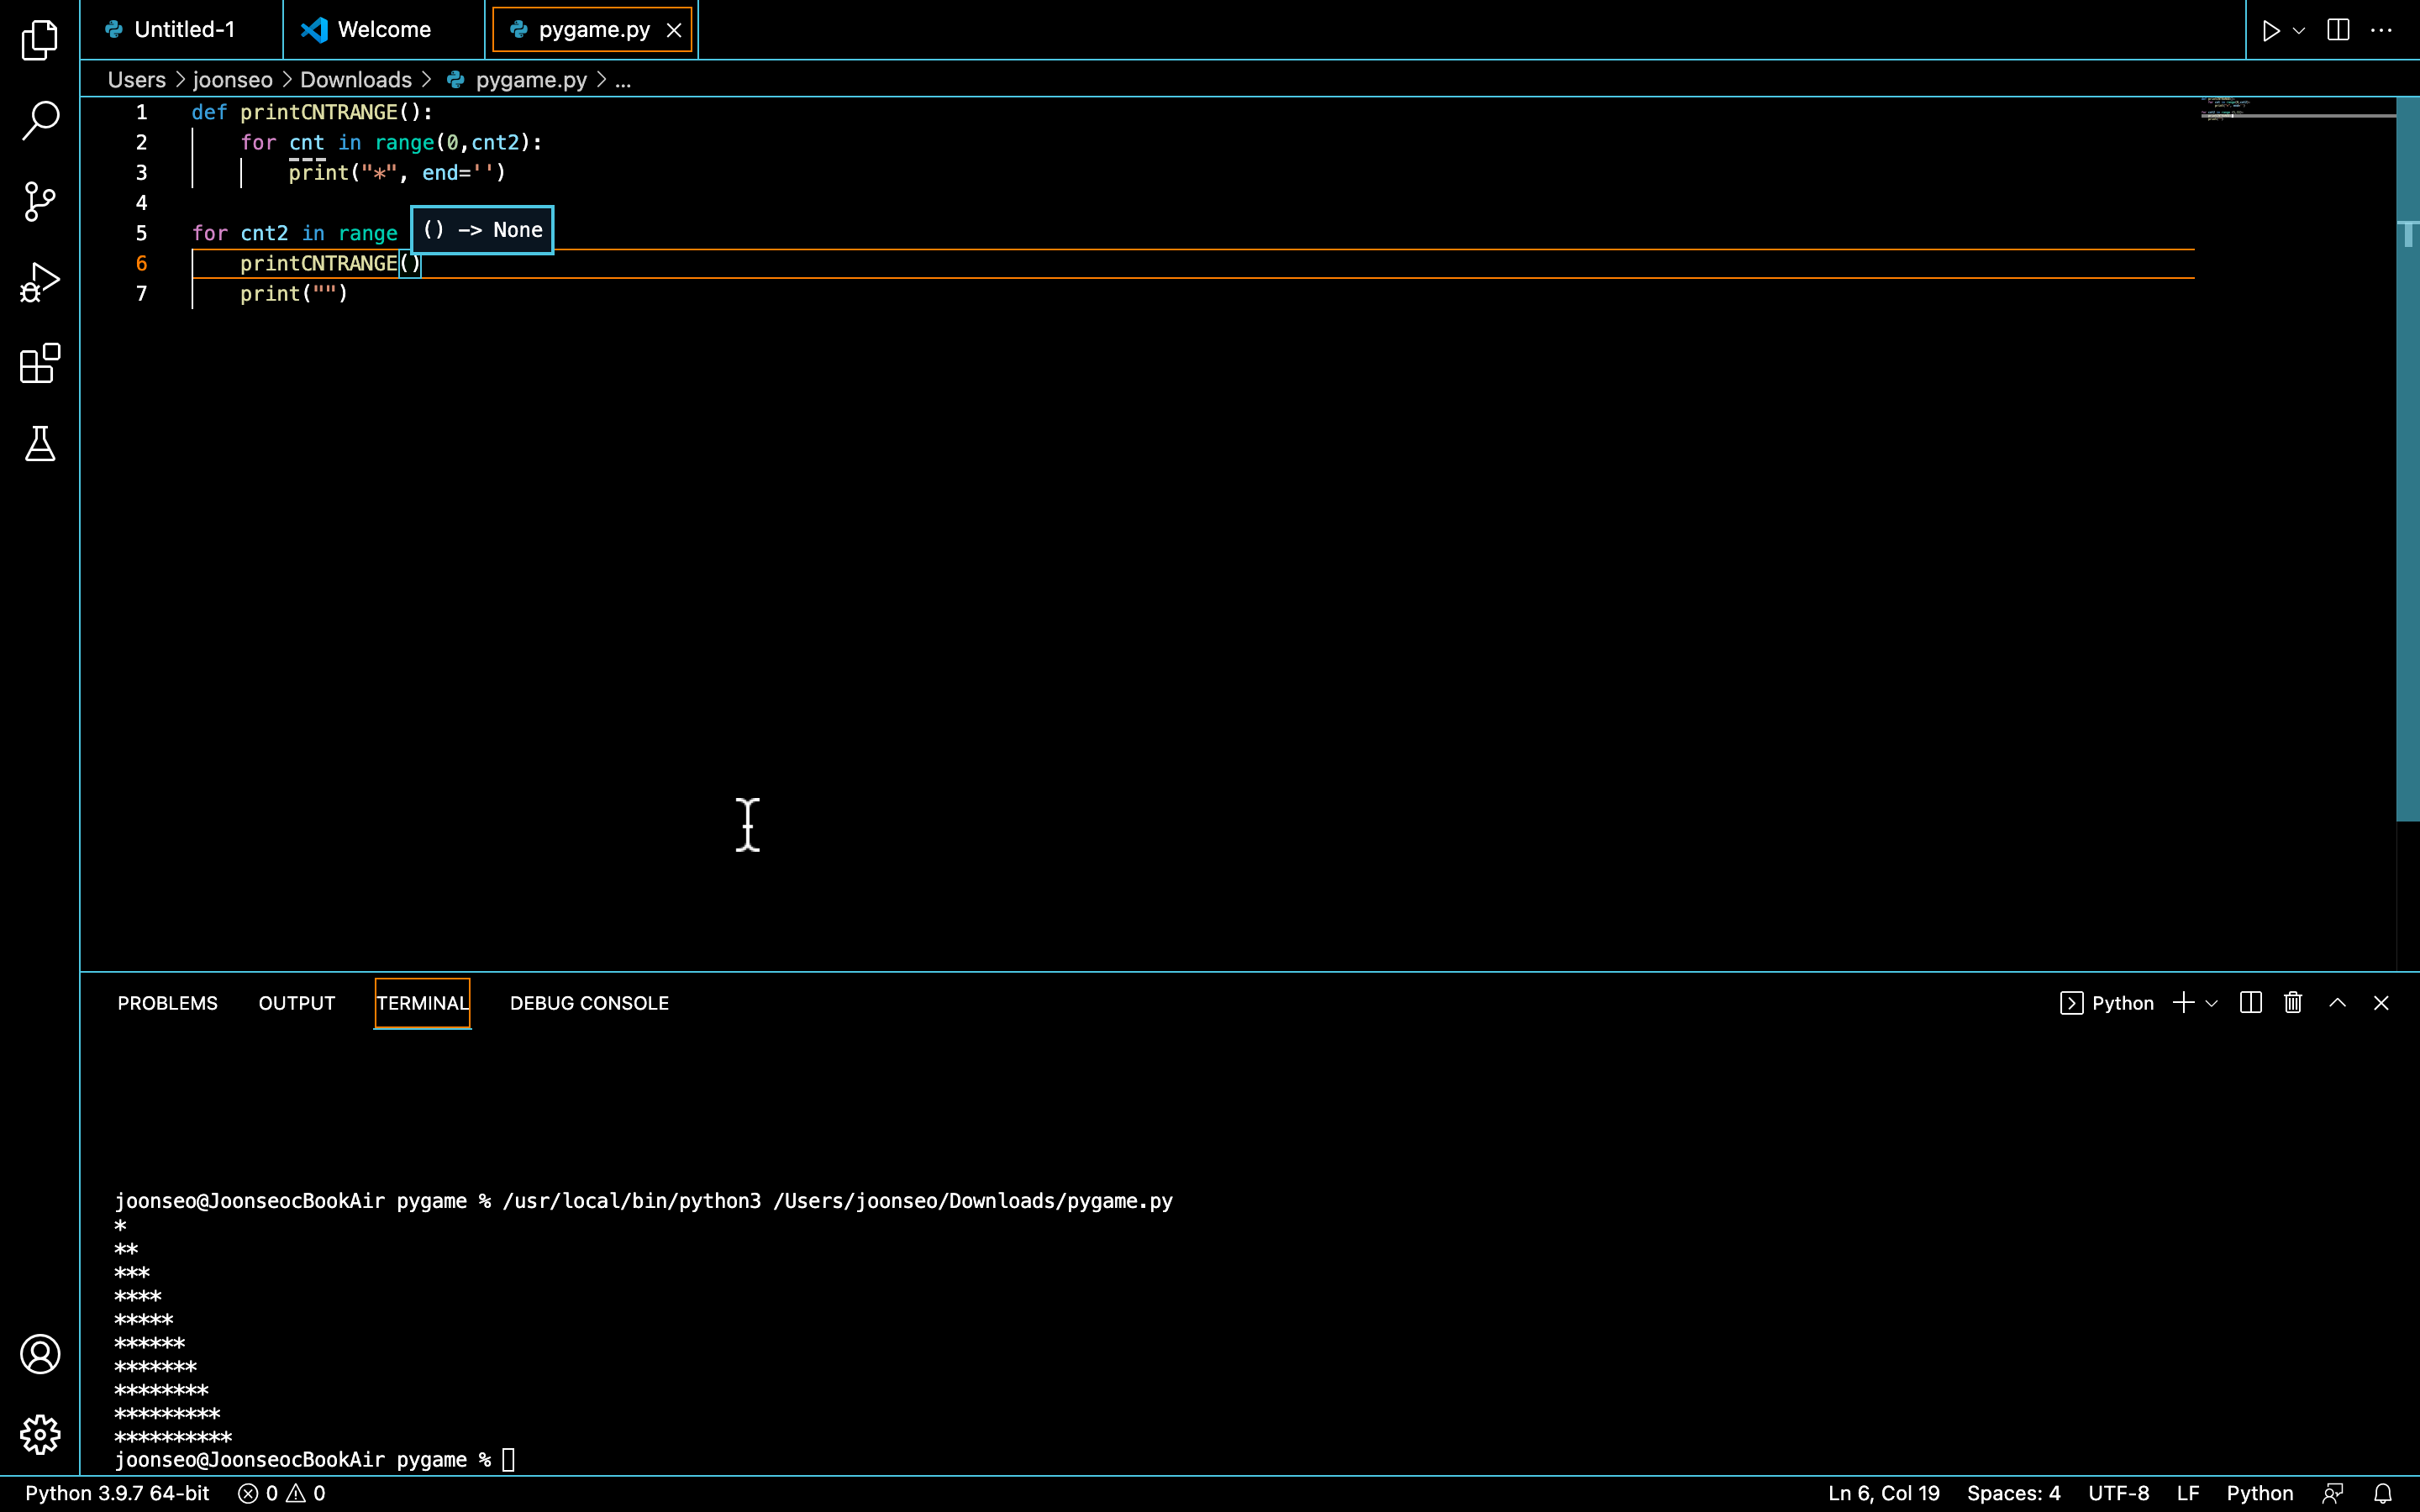 Untitled-1 Welcome pygame.py
Users > joonseo > Downloads > pygame.py > ...
1 def printCNTRANGE():
2 for cnt in range(0,cnt2):
3 print("*", end='')
4
() -> None
5 for cnt2 in range
6 printCNTRANGE()
7 print("")
PROBLEMS OUTPUT TERMINAL DEBUG CONSOLE Python
joonseo@JoonseocBookAir pygame % /usr/local/bin/python3 /Users/joonseo/Downloads/pygame.py
*
**
***
****
*****
******
*******
********
*********
**********
joonseo@JoonseocBookAir pygame %
Python 3.9.7 64-bit 0 0 Ln 6, Col 19 Spaces: 4 UTF-8 LF Python